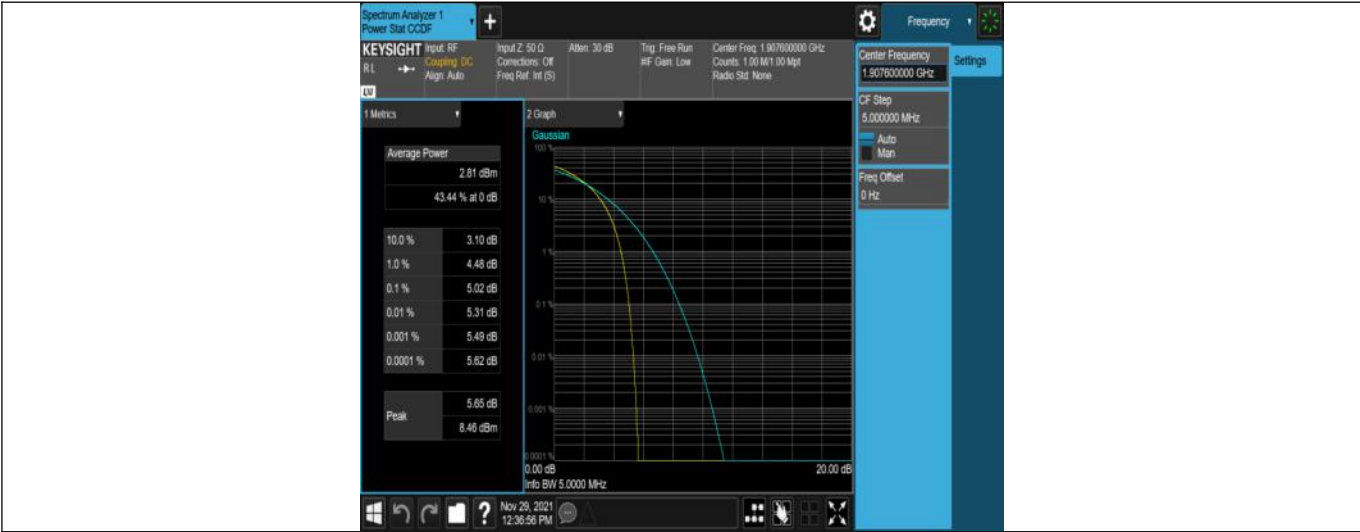 Spectrum Analyzer 1
Power Stat CCDF
+
Frequency
KEYSIGHT
RL
LXI
Input: RF
Coupling: DC
Align: Auto
Input Z: 50 Ω
Corrections: Off
Freq Ref: Int (S)
Atten: 30 dB
Trig: Free Run
#IF Gain: Low
Center Freq: 1.907600000 GHz
Counts: 1.00 M/1.00 Mpt
Radio Std: None
Center Frequency
1.907600000 GHz
Settings
CF Step
5.000000 MHz
Auto
Man
Freq Offset
0 Hz
1 Metrics
Average Power
2.81 dBm
43.44 % at 0 dB
10.0 % 3.10 dB
1.0 % 4.48 dB
0.1 % 5.02 dB
0.01 % 5.31 dB
0.001 % 5.49 dB
0.0001 % 5.62 dB
Peak
5.65 dB
8.46 dBm
2 Graph
Gaussian
100 %
10 %
1 %
0.1 %
0.01 %
0.001 %
0.0001 %
0.00 dB 20.00 dB
Info BW 5.0000 MHz
?
Nov 29, 2021
12:36:56 PM